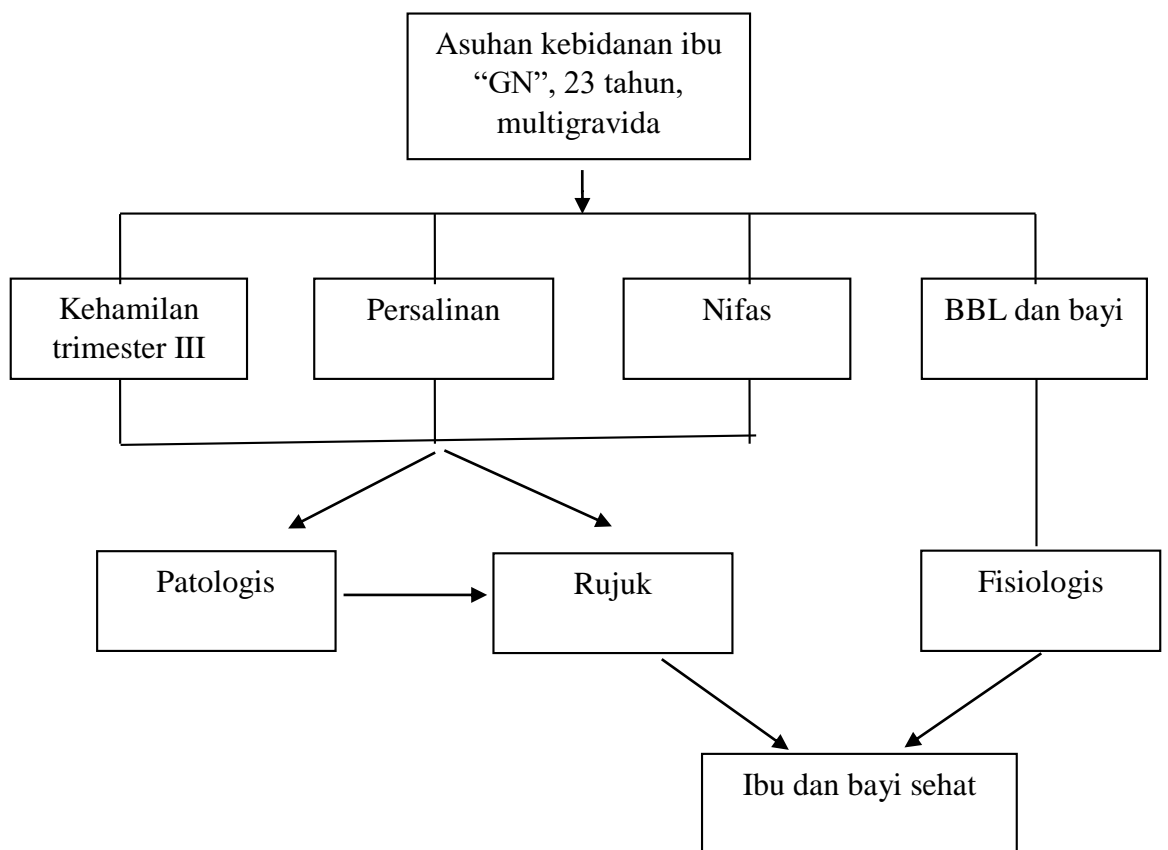 Asuhan kebidanan ibu
“GN”, 23 tahun,
multigravida
Kehamilan
trimester III
Persalinan
Nifas
BBL dan bayi
Patologis
Rujuk
Fisiologis
Ibu dan bayi sehat